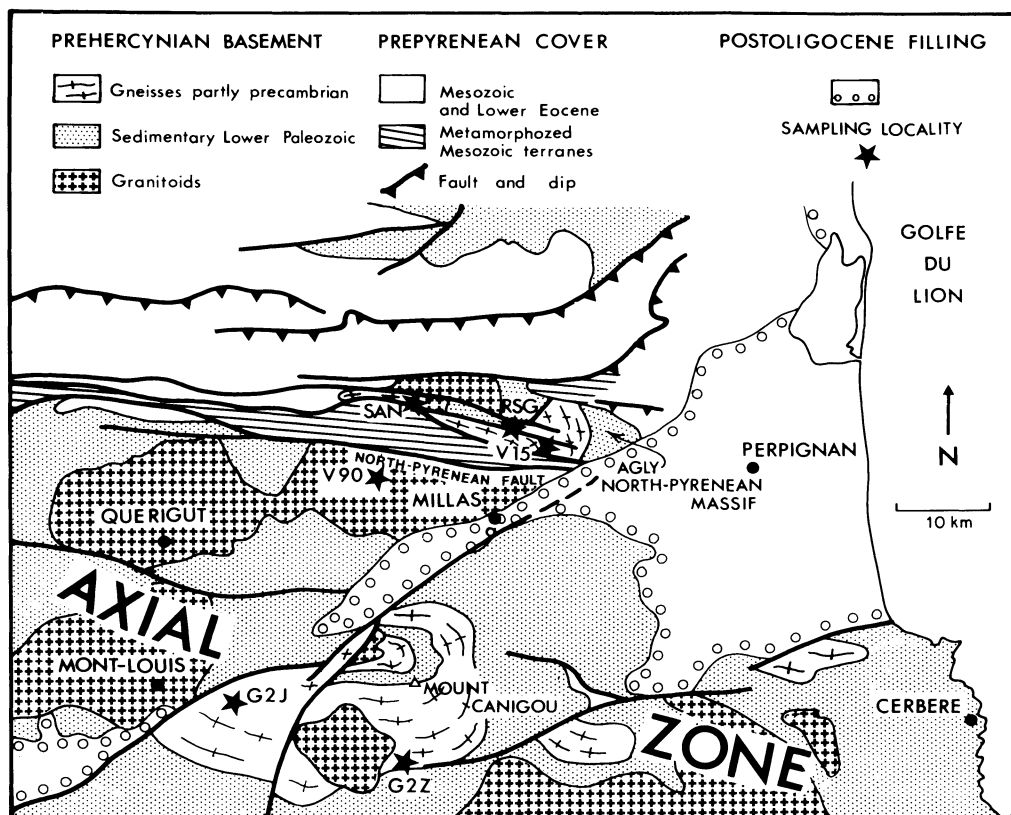 PREHERCYNIAN BASEMENT
Gneisses partly precambrian
Sedimentary Lower Paleozoic
Granitoids
PREPYRENEAN COVER
Mesozoic
and Lower Eocene
Metamorphozed
Mesozoic terranes
Fault and dip
POSTOLIGOCENE FILLING
SAMPLING LOCALITY
GOLFE
DU
LION
SAN
RSG
V15
V90
NORTH-PYRENEAN FAULT
AGLY
NORTH-PYRENEAN
MASSIF
PERPIGNAN
N
10 km
MILLAS
QUERIGUT
AXIAL
MONT-LOUIS
G2J
MOUNT
CANIGOU
G2Z
ZONE
CERBERE